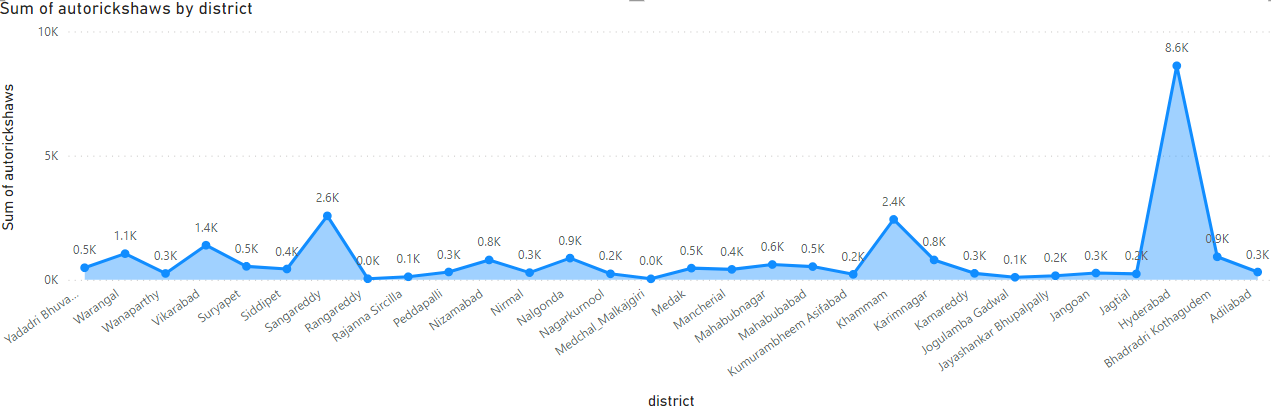 Sum of autorickshaws by district
Sum of autorickshaws
10K
5K
0K
0.5K
1.1K
0.3K
1.4K
0.5K
0.4K
2.6K
0.0K
0.1K
0.3K
0.8K
0.3K
0.9K
0.2K
0.0K
0.5K
0.4K
0.6K
0.5K
0.2K
2.4K
0.8K
0.3K
0.1K
0.2K
0.3K
0.2K
8.6K
0.9K
0.3K
Yadadri Bhuva...
Warangal
Wanaparthy
Vikarabad
Suryapet
Siddipet
Sangareddy
Rangareddy
Rajanna Sircilla
Peddapalli
Nizamabad
Nirmal
Nalgonda
Nagarkurnool
Medchal_Malkajgiri
Medak
Mancherial
Mahabubnagar
Mahabubabad
Kumurambheem Asifabad
Khammam
Karimnagar
Kamareddy
Jogulamba Gadwal
Jayashankar Bhupalpally
Jangoan
Jagtial
Hyderabad
Bhadradri Kothagudem
Adilabad
district